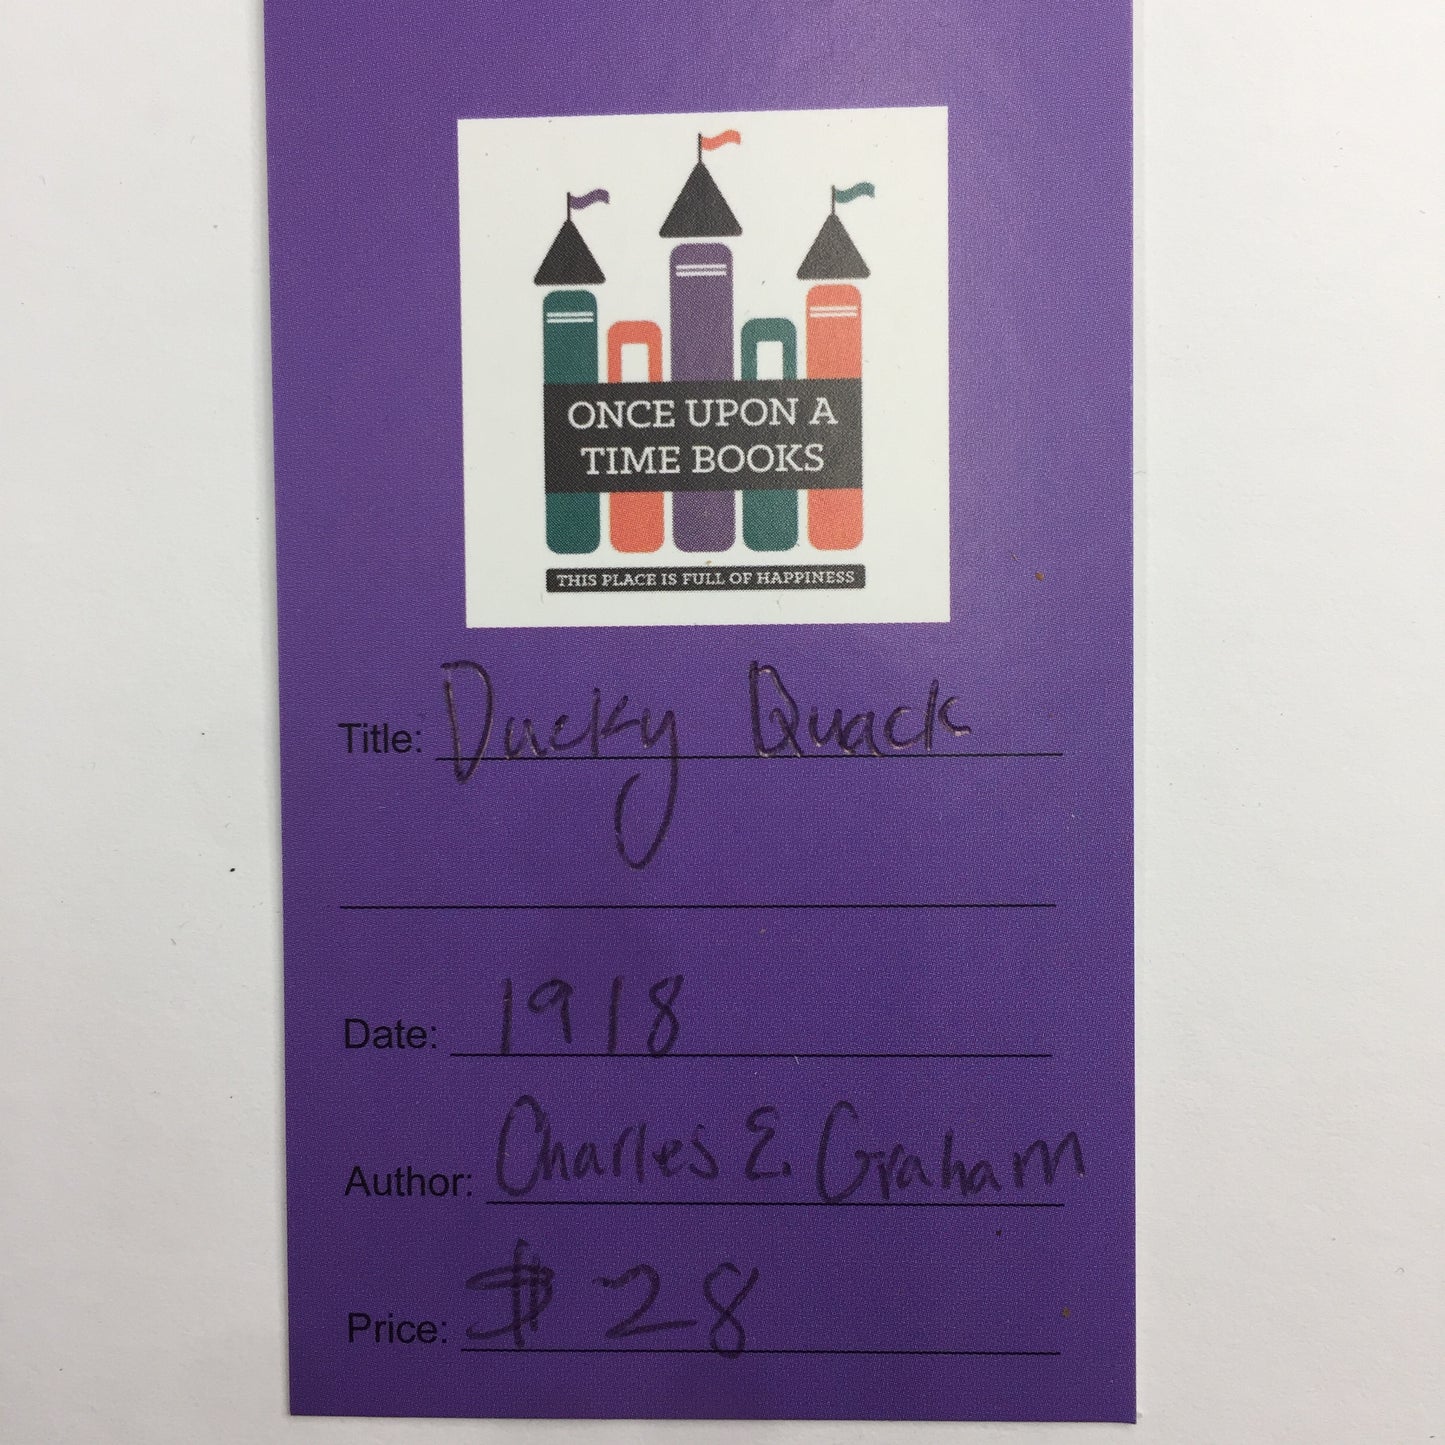 ONCE UPON A
TIME BOOKS
THIS PLACE IS FULL OF HAPPINESS
Title: Ducky Quack
Date: 1918
Author: Charles E. Graham
Price: $ 28